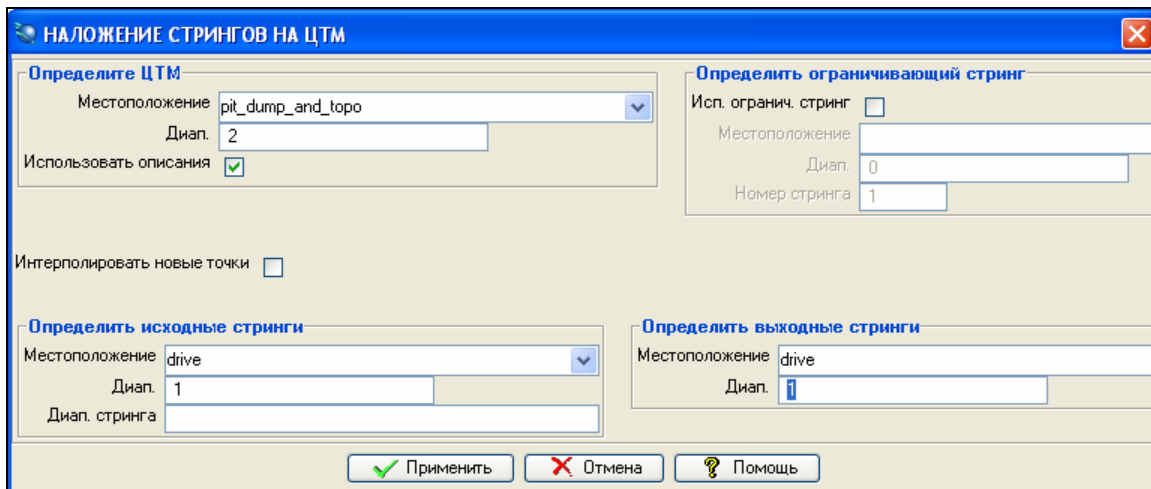 НАЛОЖЕНИЕ СТРИНГОВ НА ЦТМ
Определите ЦТМ
Местоположение pit_dump_and_topo
Диап. 2
Использовать описания
Определить ограничивающий стринг
Исп. огранич. стринг
Местоположение
Диап. 0
Номер стринга 1
Интерполировать новые точки
Определить исходные стринги
Местоположение drive
Диап. 1
Диап. стринга
Определить выходные стринги
Местоположение drive
Диап. 1
Применить Отмена Помощь